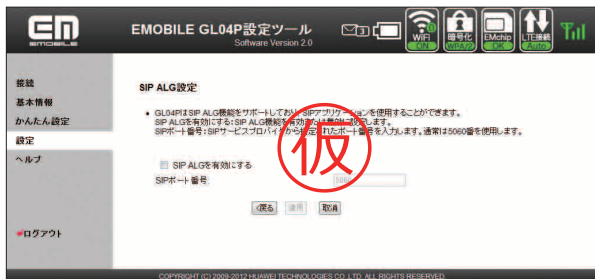 EMOBILE
EMOBILE GL04P設定ツール
Software Version 2.0
3
WiFi
ON
暗号化
WPA/2
EMchip
OK
LTE接続
Auto
接続
基本情報
かんたん設定
設定
ヘルプ
ログアウト
SIP ALG設定
GL04PはSIP ALG機能をサポートしており、SIPアプリケーションを使用することができます。
SIP ALGを有効にする:SIP ALG機能を有効または無効に設定します。
SIPポート番号:SIPサービスプロバイダから指定されたポート番号を入力します。通常は5060番を使用します。
仮
SIP ALGを有効にする
SIPポート番号
5060
<戻る
適用
取消
COPYRIGHT (C) 2009-2012 HUAWEI TECHNOLOGIES CO.,LTD. ALL RIGHTS RESERVED.